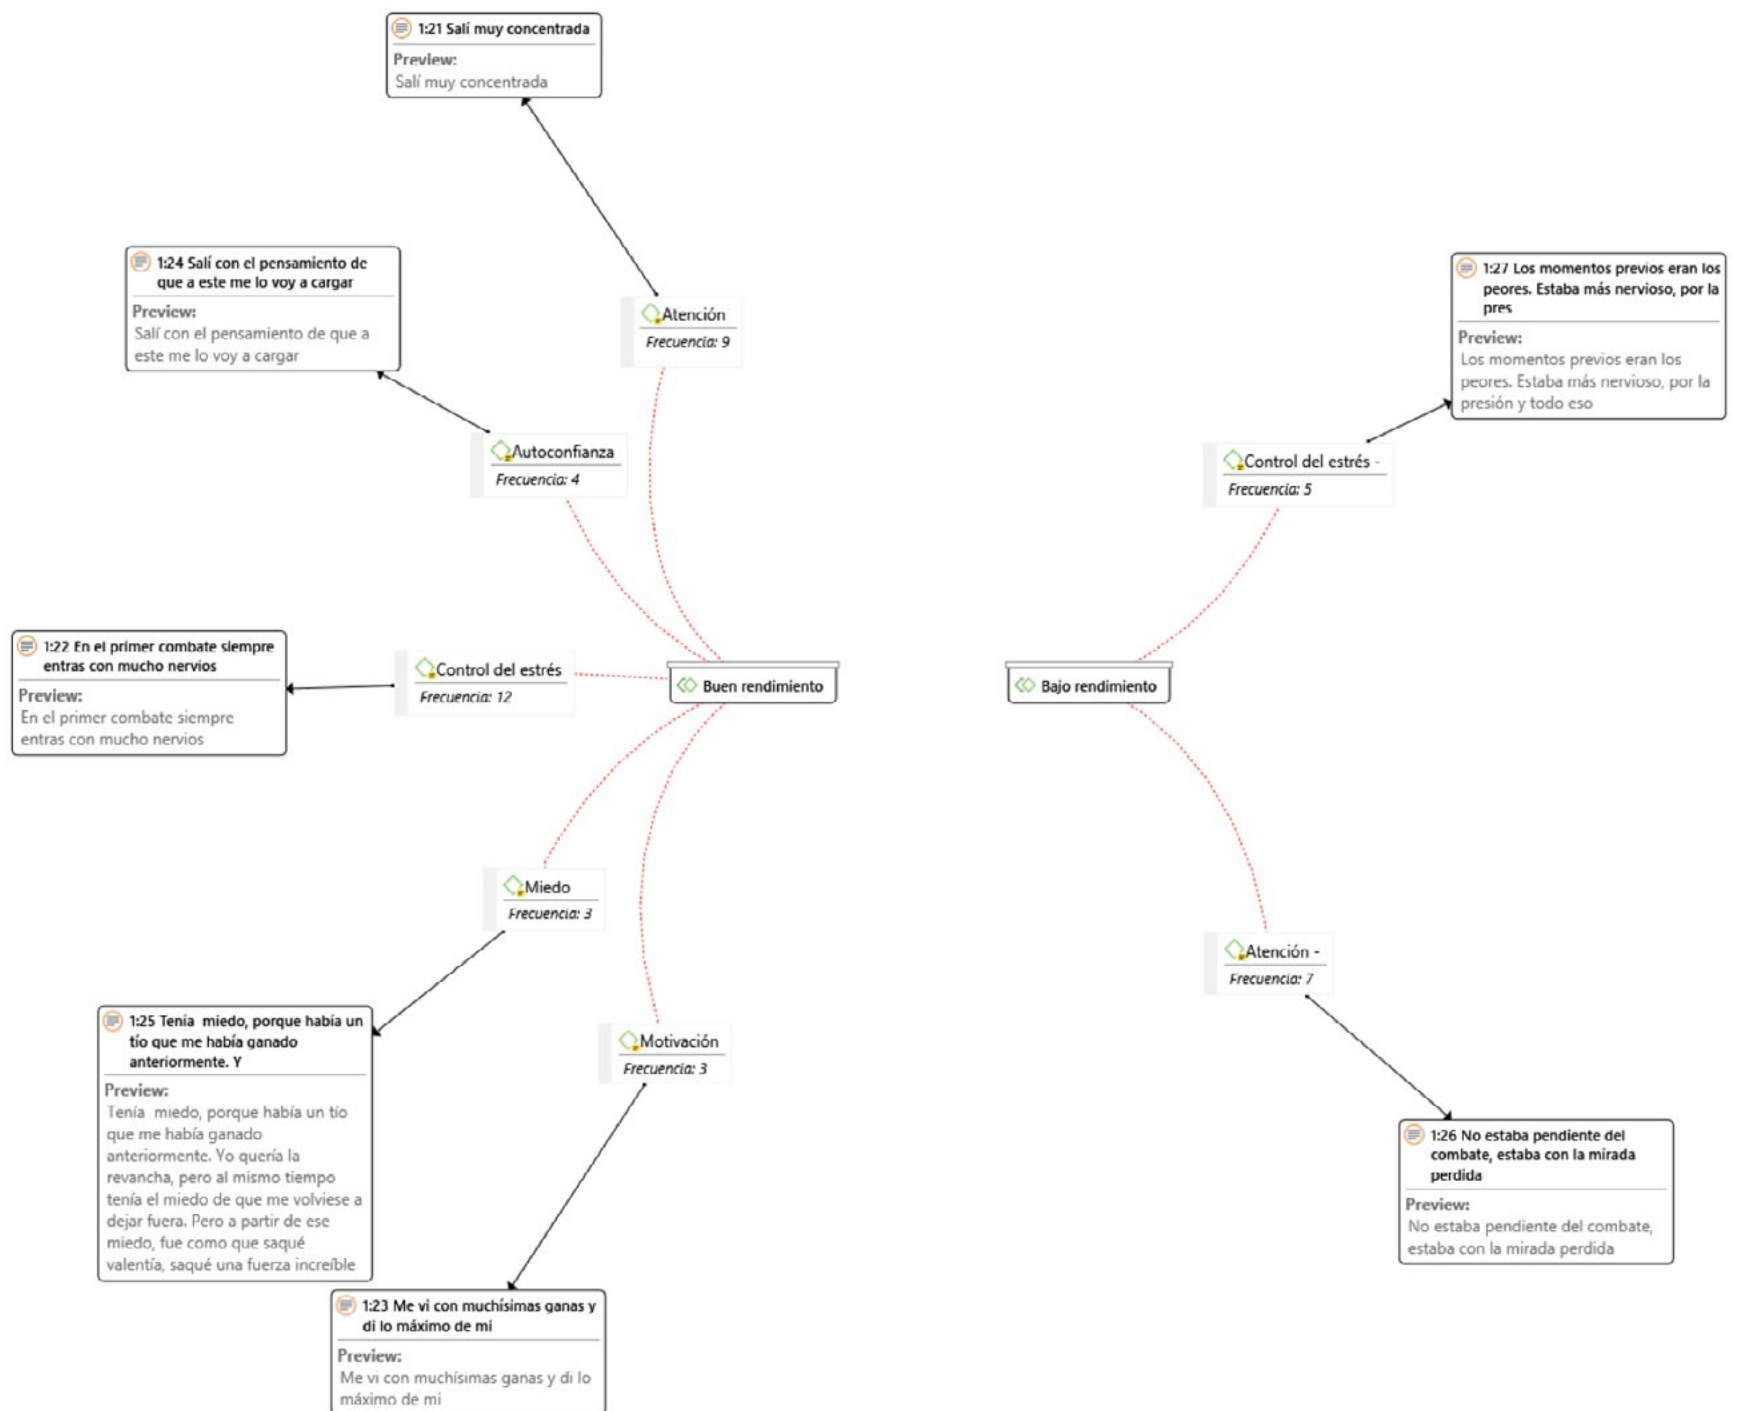 1:21 Salí muy concentrada
Preview:
Salí muy concentrada
1:24 Salí con el pensamiento de
que a este me lo voy a cargar
Preview:
Salí con el pensamiento de que a
este me lo voy a cargar
Atención
Frecuencia: 9
Autoconfianza
Frecuencia: 4
1:22 En el primer combate siempre
entras con mucho nervios
Preview:
En el primer combate siempre
entras con mucho nervios
Control del estrés
Frecuencia: 12
Buen rendimiento
Miedo
Frecuencia: 3
1:25 Tenía  miedo, porque había un
tío que me había ganado
anteriormente. Y
Preview:
Tenía  miedo, porque había un tío
que me había ganado
anteriormente. Yo quería la
revancha, pero al mismo tiempo
tenía el miedo de que me volviese a
dejar fuera. Pero a partir de ese
miedo, fue como que saqué
valentía, saqué una fuerza increíble
Motivación
Frecuencia: 3
1:23 Me vi con muchísimas ganas y
di lo máximo de mi
Preview:
Me vi con muchísimas ganas y di lo
máximo de mi
1:27 Los momentos previos eran los
peores. Estaba más nervioso, por la
pres
Preview:
Los momentos previos eran los
peores. Estaba más nervioso, por la
presión y todo eso
Control del estrés -
Frecuencia: 5
Bajo rendimiento
Atención -
Frecuencia: 7
1:26 No estaba pendiente del
combate, estaba con la mirada
perdida
Preview:
No estaba pendiente del combate,
estaba con la mirada perdida